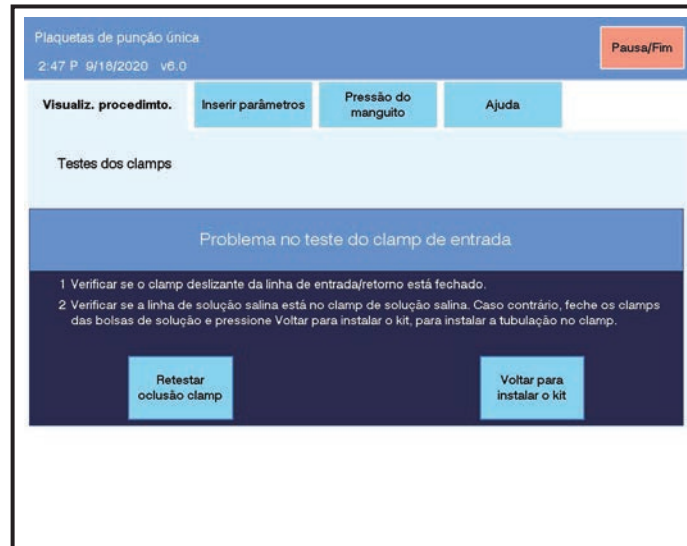 Plaquetas de punção única
Pausa/Fim
2:47 P 9/18/2020 v6.0
Visualiz. procedimto.
Inserir parâmetros
Pressão do
manguito
Ajuda
Testes dos clamps
Problema no teste do clamp de entrada
1 Verificar se o clamp deslizante da linha de entrada/retorno está fechado.
2 Verificar se a linha de solução salina está no clamp de solução salina. Caso contrário, feche os clamps
das bolsas de solução e pressione Voltar para instalar o kit, para instalar a tubulação no clamp.
Retestar
oclusão clamp
Voltar para
instalar o kit